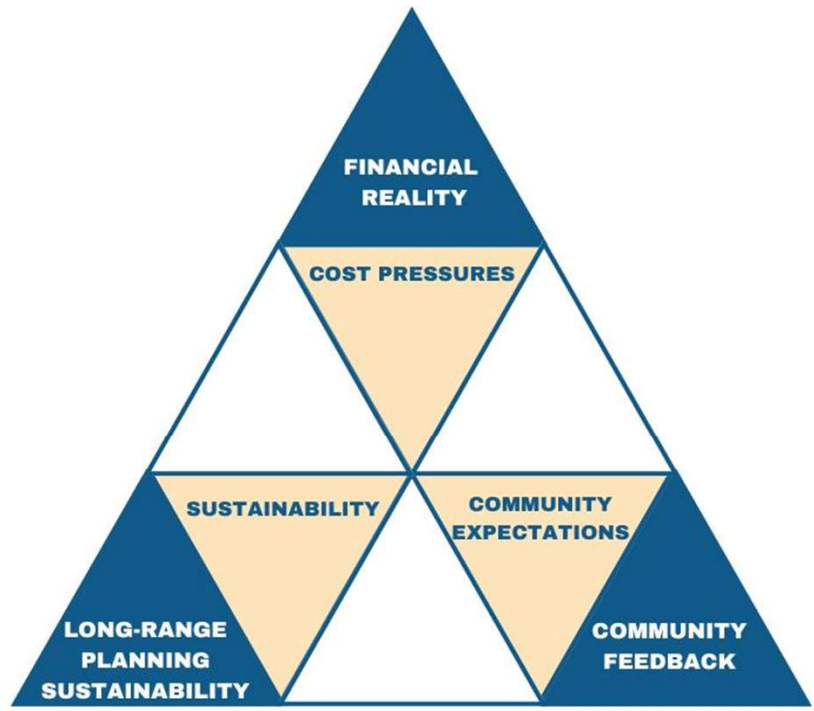 FINANCIAL
REALITY
COST PRESSURES
SUSTAINABILITY
COMMUNITY
EXPECTATIONS
LONG-RANGE
PLANNING
SUSTAINABILITY
COMMUNITY
FEEDBACK